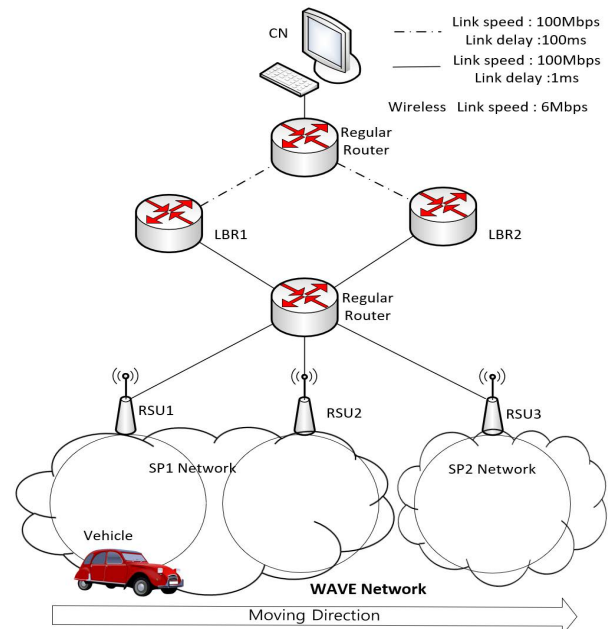 CN
Link speed : 100Mbps
Link delay:100ms
Link speed : 100Mbps
Link delay :1ms
Wireless Link speed : 6Mbps
Regular
Router
LBR1
LBR2
Regular
Router
RSU1
RSU2
RSU3
SP1 Network
SP2 Network
Vehicle
WAVE Network
Moving Direction